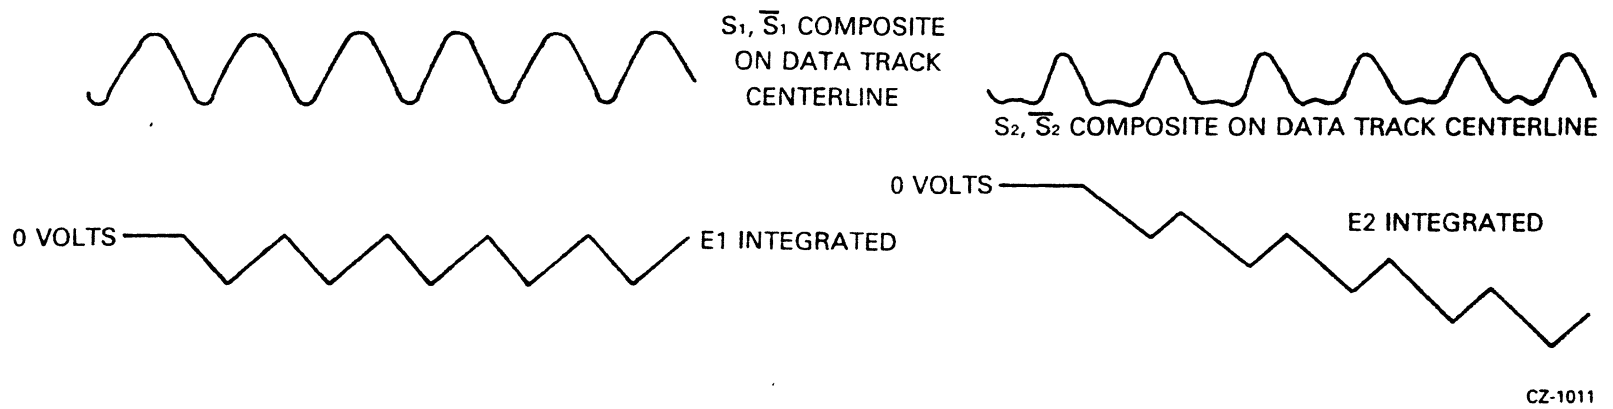 S₁, S̅₁ COMPOSITE
ON DATA TRACK
CENTERLINE
S₂, S̅₂ COMPOSITE ON DATA TRACK CENTERLINE
0 VOLTS
E2 INTEGRATED
0 VOLTS
E1 INTEGRATED
CZ-1011